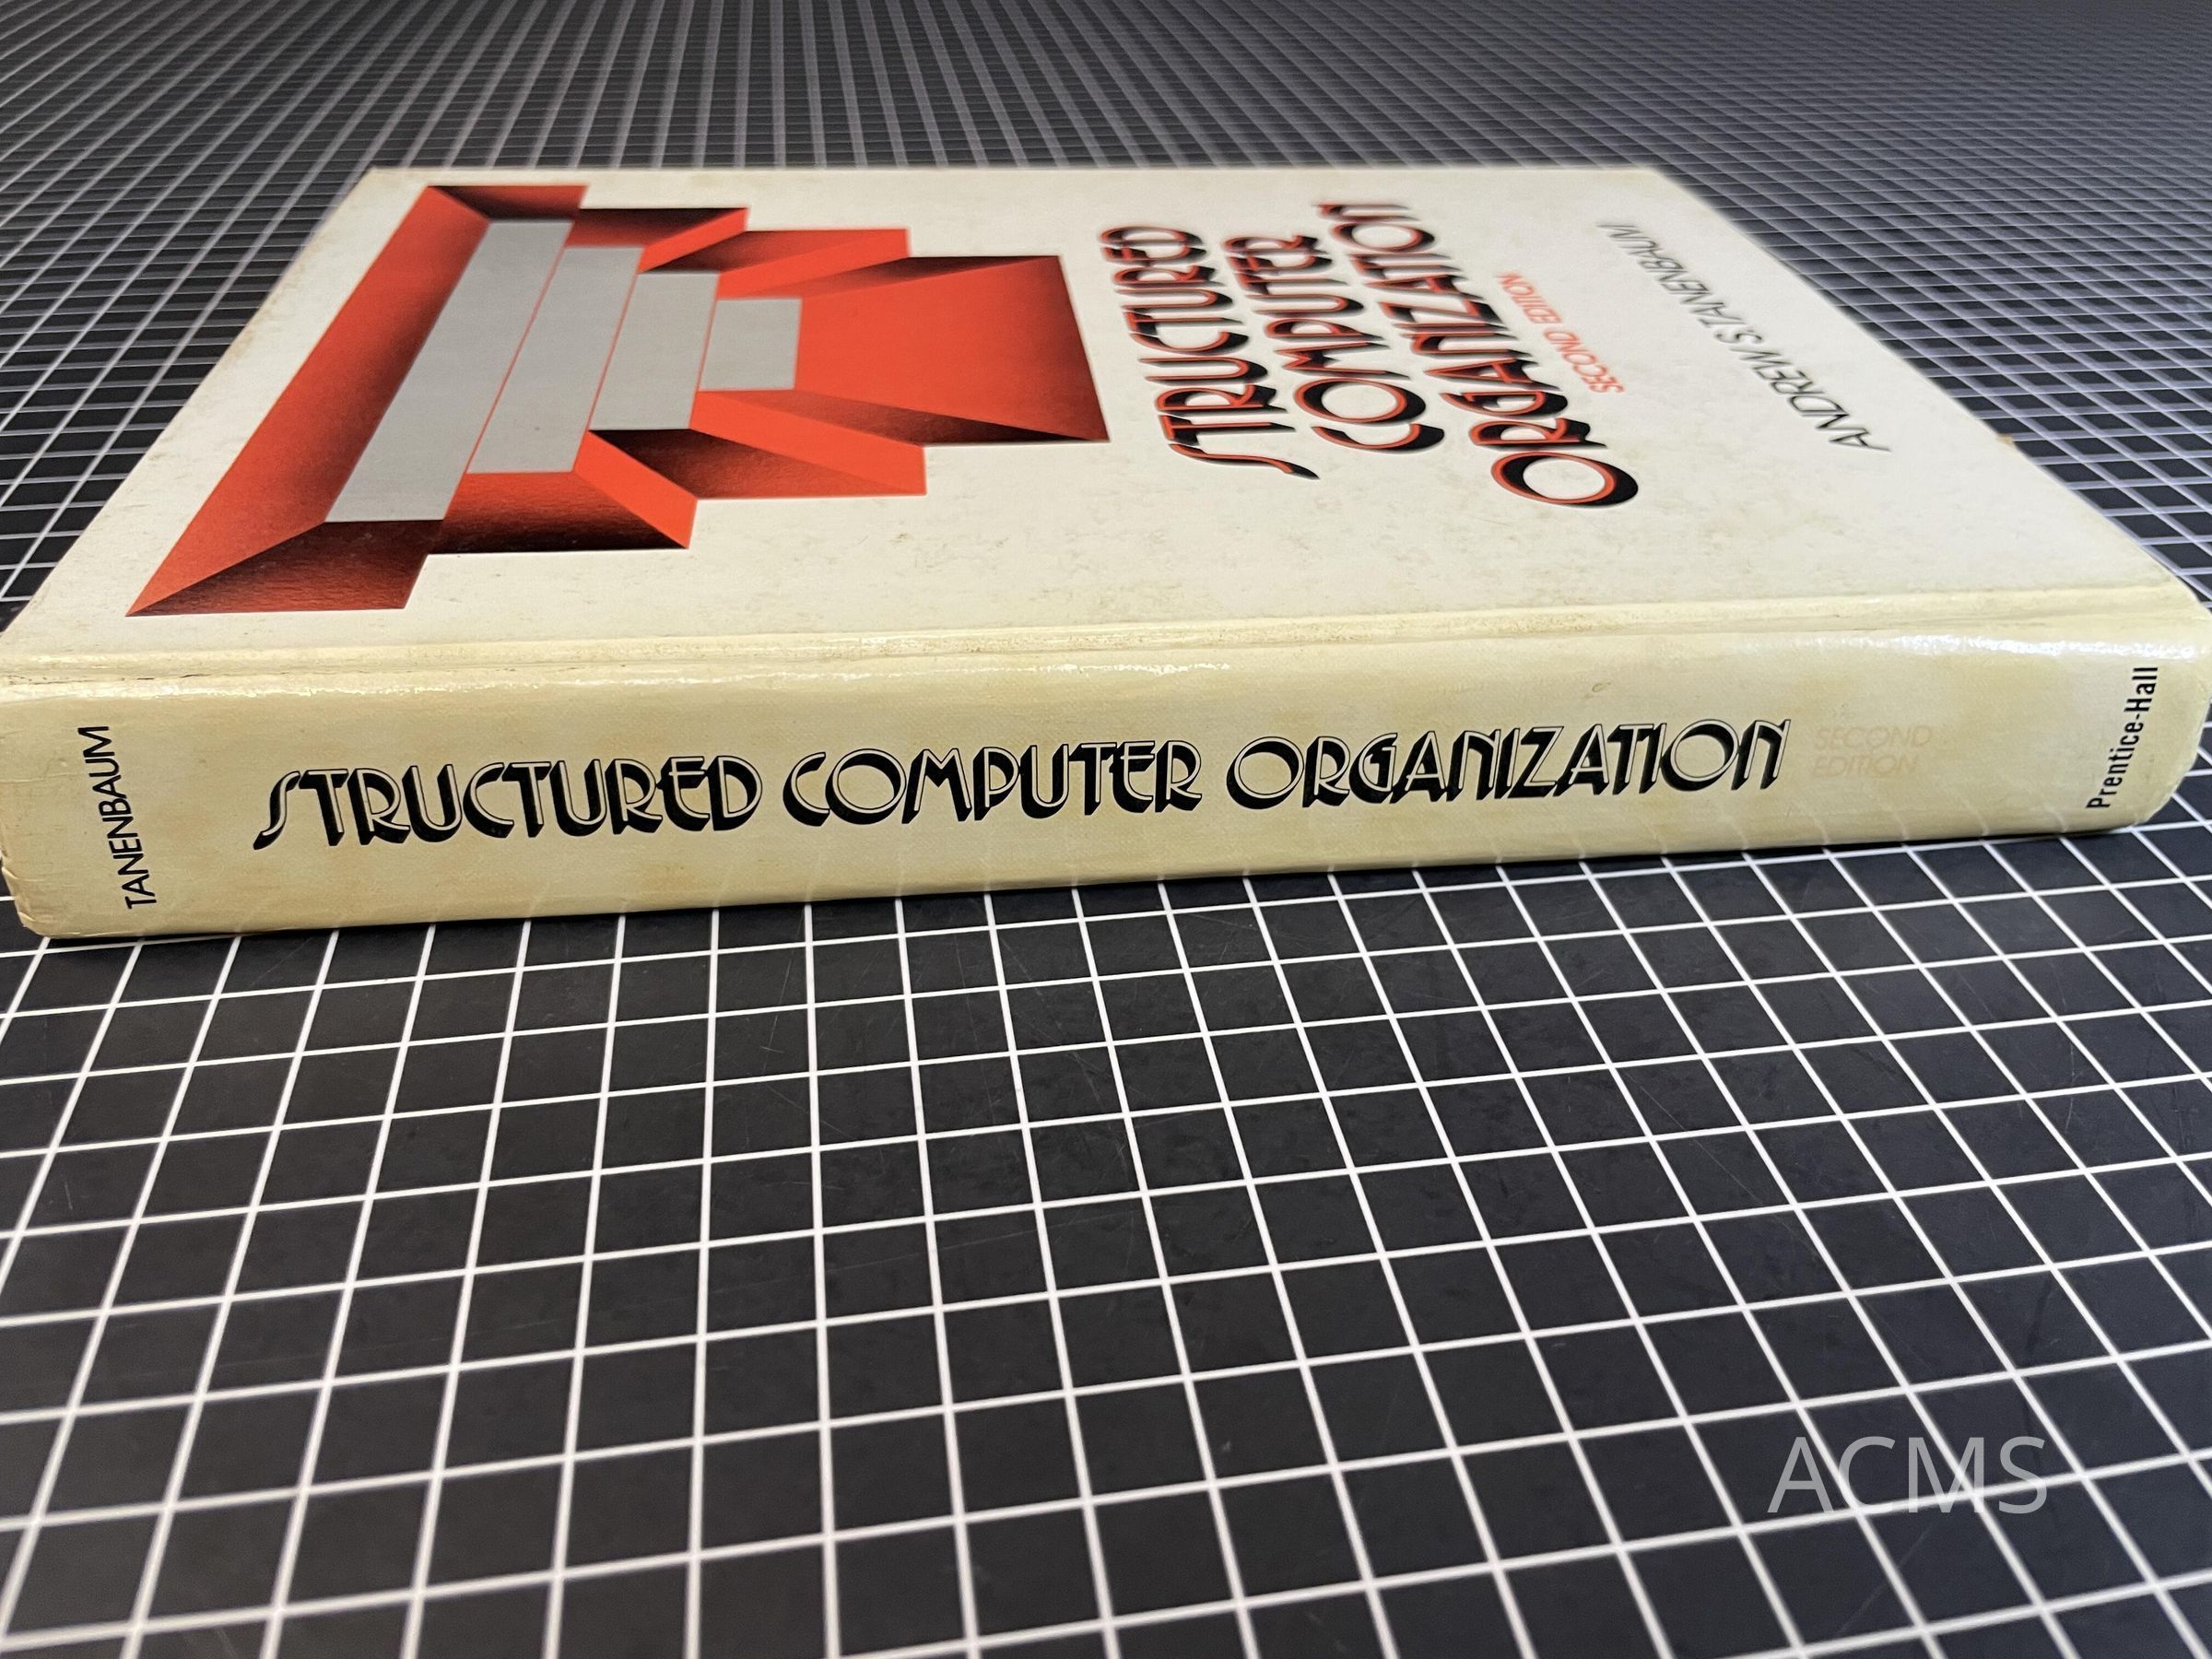 STRUCTURED
COMPUTER
ORGANIZATION
SECOND EDITION
ANDREW S. TANENBAUM
TANENBAUM
STRUCTURED COMPUTER ORGANIZATION
SECOND
EDITION
Prentice-Hall
ACMS